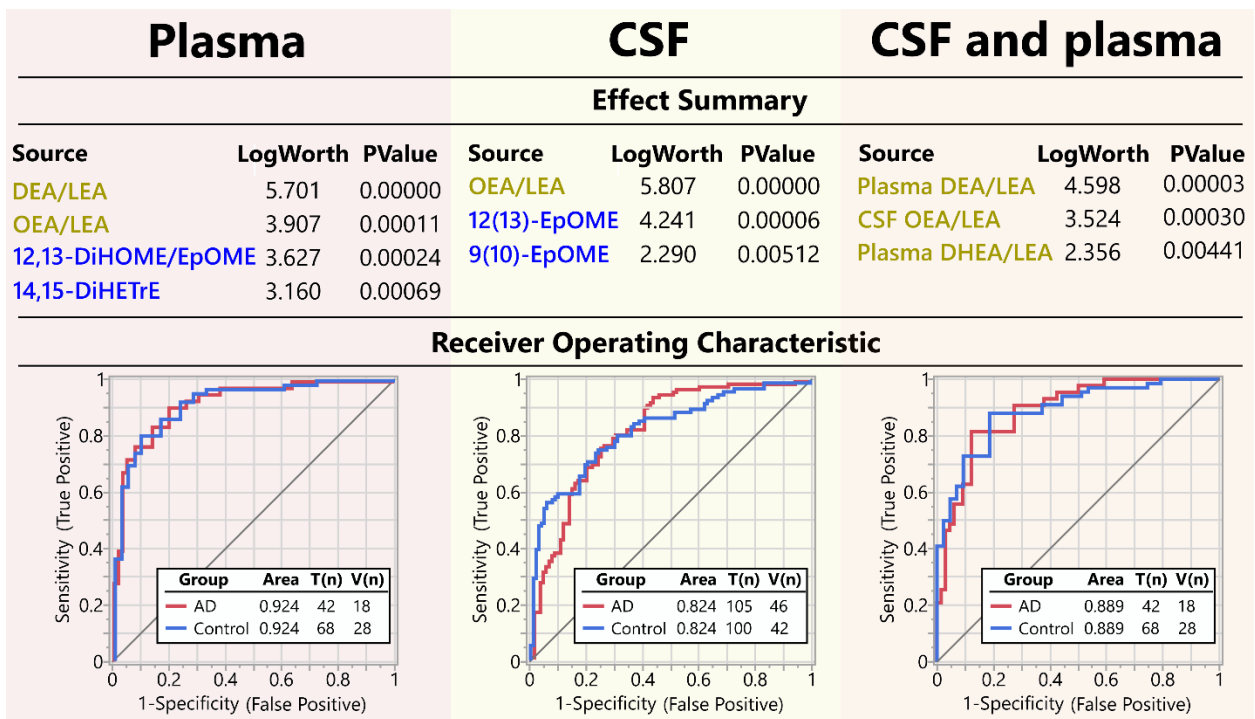 Plasma CSF CSF and plasma
Effect Summary
Source LogWorth PValue Source LogWorth PValue Source LogWorth PValue
DEA/LEA 5.701 0.00000 OEA/LEA 5.807 0.00000 Plasma DEA/LEA 4.598 0.00003
OEA/LEA 3.907 0.00011 12(13)-EpOME 4.241 0.00006 CSF OEA/LEA 3.524 0.00030
12,13-DiHOME/EpOME 3.627 0.00024 9(10)-EpOME 2.290 0.00512 Plasma DHEA/LEA 2.356 0.00441
14,15-DiHETrE 3.160 0.00069
Receiver Operating Characteristic
Sensitivity (True Positive)
1
0.8
0.6
0.4
0.2
0
Group Area T(n) V(n)
AD 0.924 42 18
Control 0.924 68 28
0 0.2 0.4 0.6 0.8 1
1-Specificity (False Positive)
Sensitivity (True Positive)
1
0.8
0.6
0.4
0.2
0
Group Area T(n) V(n)
AD 0.824 105 46
Control 0.824 100 42
0 0.2 0.4 0.6 0.8 1
1-Specificity (False Positive)
Sensitivity (True Positive)
1
0.8
0.6
0.4
0.2
0
Group Area T(n) V(n)
AD 0.889 42 18
Control 0.889 68 28
0 0.2 0.4 0.6 0.8 1
1-Specificity (False Positive)